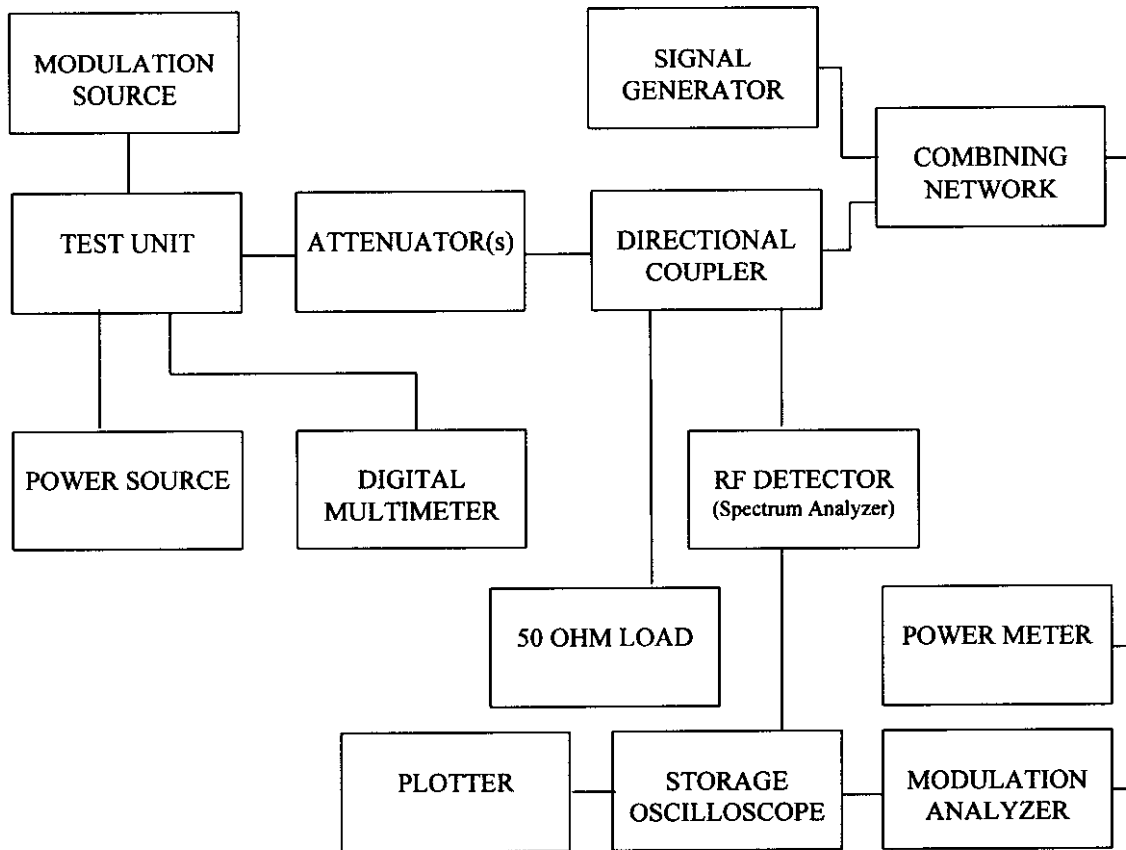 MODULATION
SOURCE
SIGNAL
GENERATOR
COMBINING
NETWORK
TEST UNIT
ATTENUATOR(s)
DIRECTIONAL
COUPLER
POWER SOURCE
DIGITAL
MULTIMETER
RF DETECTOR
(Spectrum Analyzer)
50 OHM LOAD
POWER METER
PLOTTER
STORAGE
OSCILLOSCOPE
MODULATION
ANALYZER